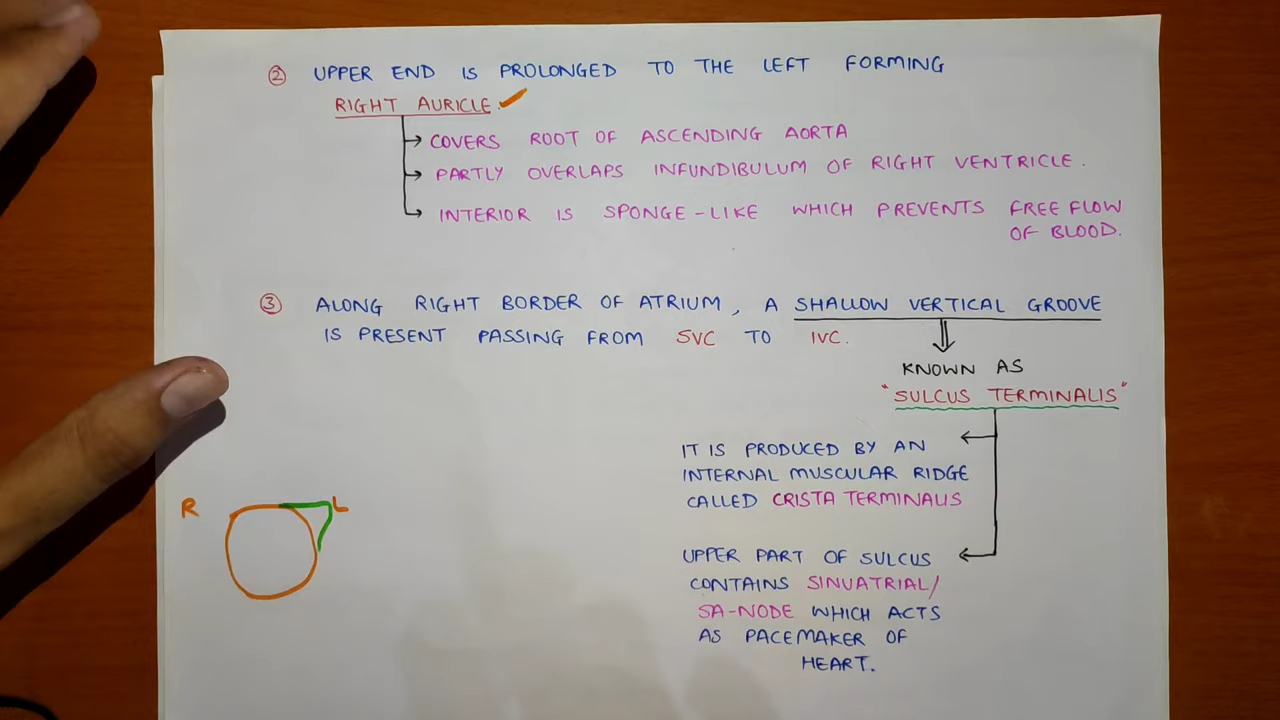 ② UPPER END IS PROLONGED TO THE LEFT FORMING
RIGHT AURICLE.
→ COVERS ROOT OF ASCENDING AORTA
→ PARTLY OVERLAPS INFUNDIBULUM OF RIGHT VENTRICLE.
→ INTERIOR IS SPONGE-LIKE WHICH PREVENTS FREE FLOW
OF BLOOD.
③ ALONG RIGHT BORDER OF ATRIUM, A SHALLOW VERTICAL GROOVE
IS PRESENT PASSING FROM SVC TO IVC.
KNOWN AS
"SULCUS TERMINALIS"
IT IS PRODUCED BY AN
INTERNAL MUSCULAR RIDGE
CALLED CRISTA TERMINALIS
R L
UPPER PART OF SULCUS
CONTAINS SINUATRIAL/
SA-NODE WHICH ACTS
AS PACEMAKER OF
HEART.